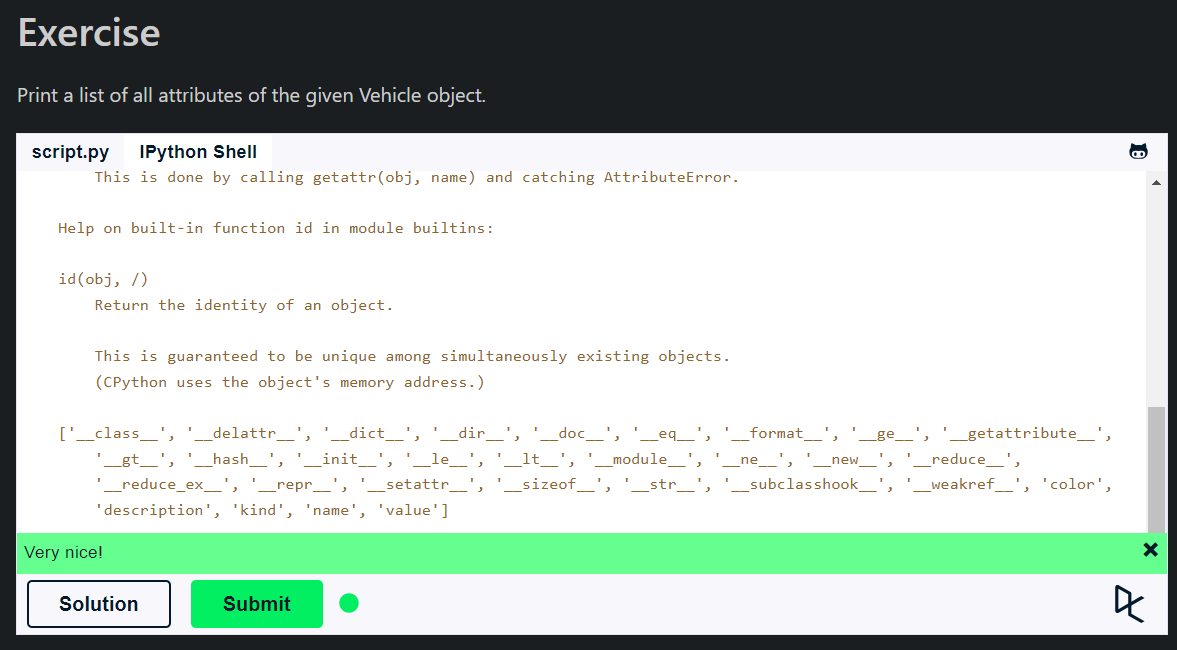 Exercise
Print a list of all attributes of the given Vehicle object.
script.py IPython Shell
This is done by calling getattr(obj, name) and catching AttributeError.
Help on built-in function id in module builtins:
id(obj, /)
Return the identity of an object.
This is guaranteed to be unique among simultaneously existing objects.
(CPython uses the object's memory address.)
['__class__', '__delattr__', '__dict__', '__dir__', '__doc__', '__eq__', '__format__', '__ge__', '__getattribute__',
'__gt__', '__hash__', '__init__', '__le__', '__lt__', '__module__', '__ne__', '__new__', '__reduce__',
'__reduce_ex__', '__repr__', '__setattr__', '__sizeof__', '__str__', '__subclasshook__', '__weakref__', 'color',
'description', 'kind', 'name', 'value']
Very nice!
Solution Submit